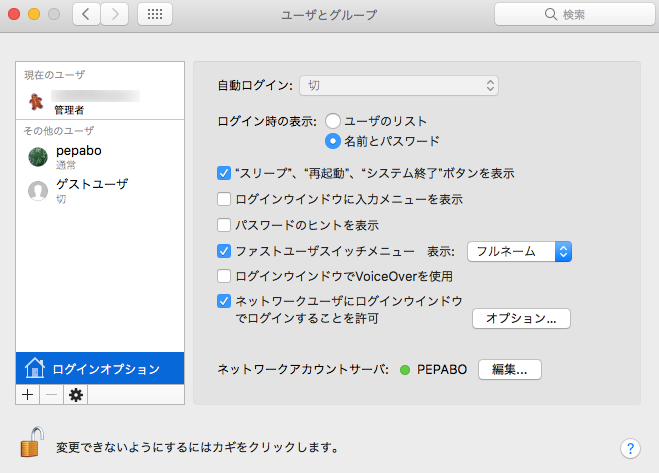 ユーザとグループ
検索
現在のユーザ
管理者
その他のユーザ
pepabo
通常
ゲストユーザ
切
ログインオプション
自動ログイン: 切
ログイン時の表示: ユーザのリスト
名前とパスワード
“スリープ”、“再起動”、“システム終了”ボタンを表示
ログインウインドウに入力メニューを表示
パスワードのヒントを表示
ファストユーザスイッチメニュー 表示: フルネーム
ログインウインドウでVoiceOverを使用
ネットワークユーザにログインウインドウ
でログインすることを許可
オプション...
ネットワークアカウントサーバ: PEPABO 編集...
変更できないようにするにはカギをクリックします。
?